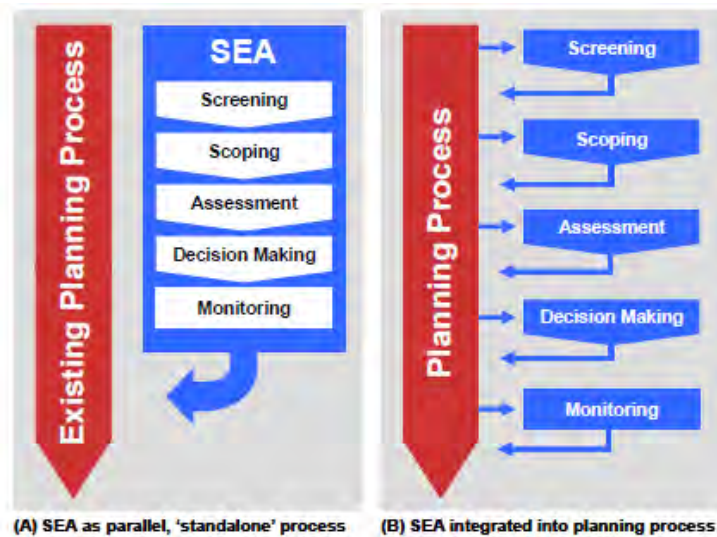 Existing Planning Process
SEA
Screening
Scoping
Assessment
Decision Making
Monitoring
(A) SEA as parallel, ‘standalone’ process
Planning Process
Screening
Scoping
Assessment
Decision Making
Monitoring
(B) SEA integrated into planning process